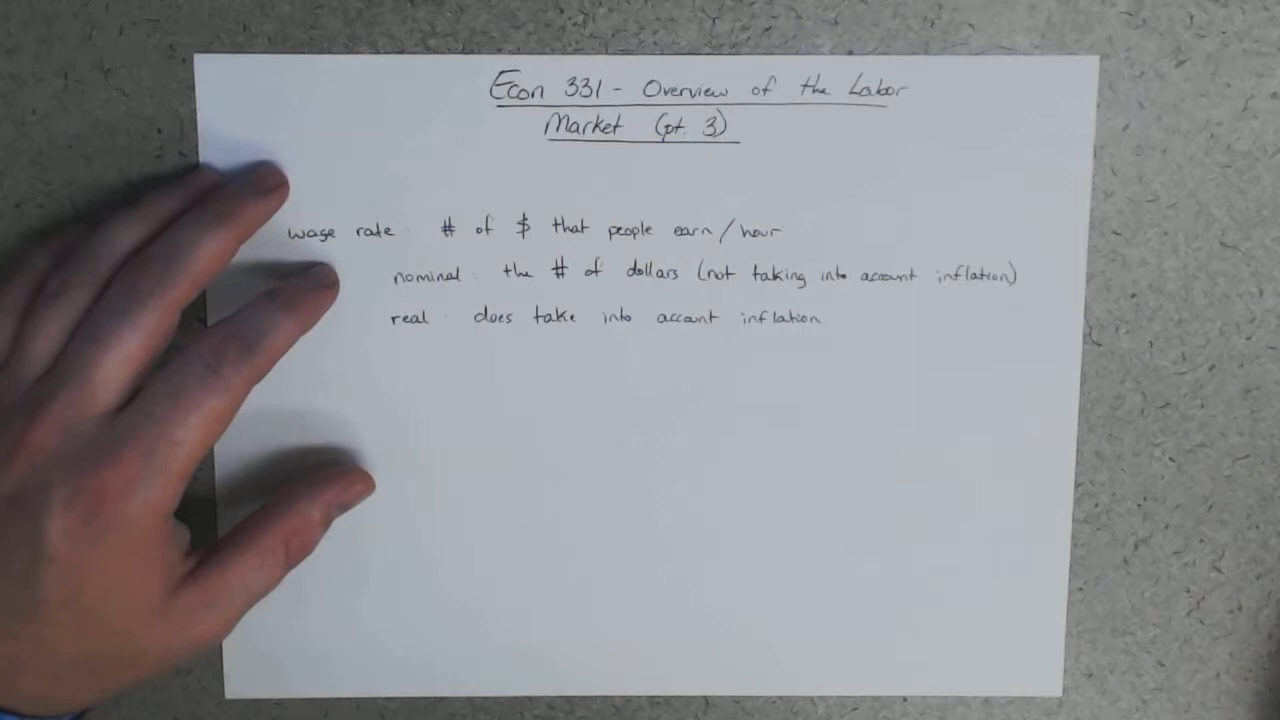 Econ 331 - Overview of the Labor
Market (pt. 3)
wage rate: # of $ that people earn/hour
nominal: the # of dollars (not taking into account inflation)
real: does take into account inflation